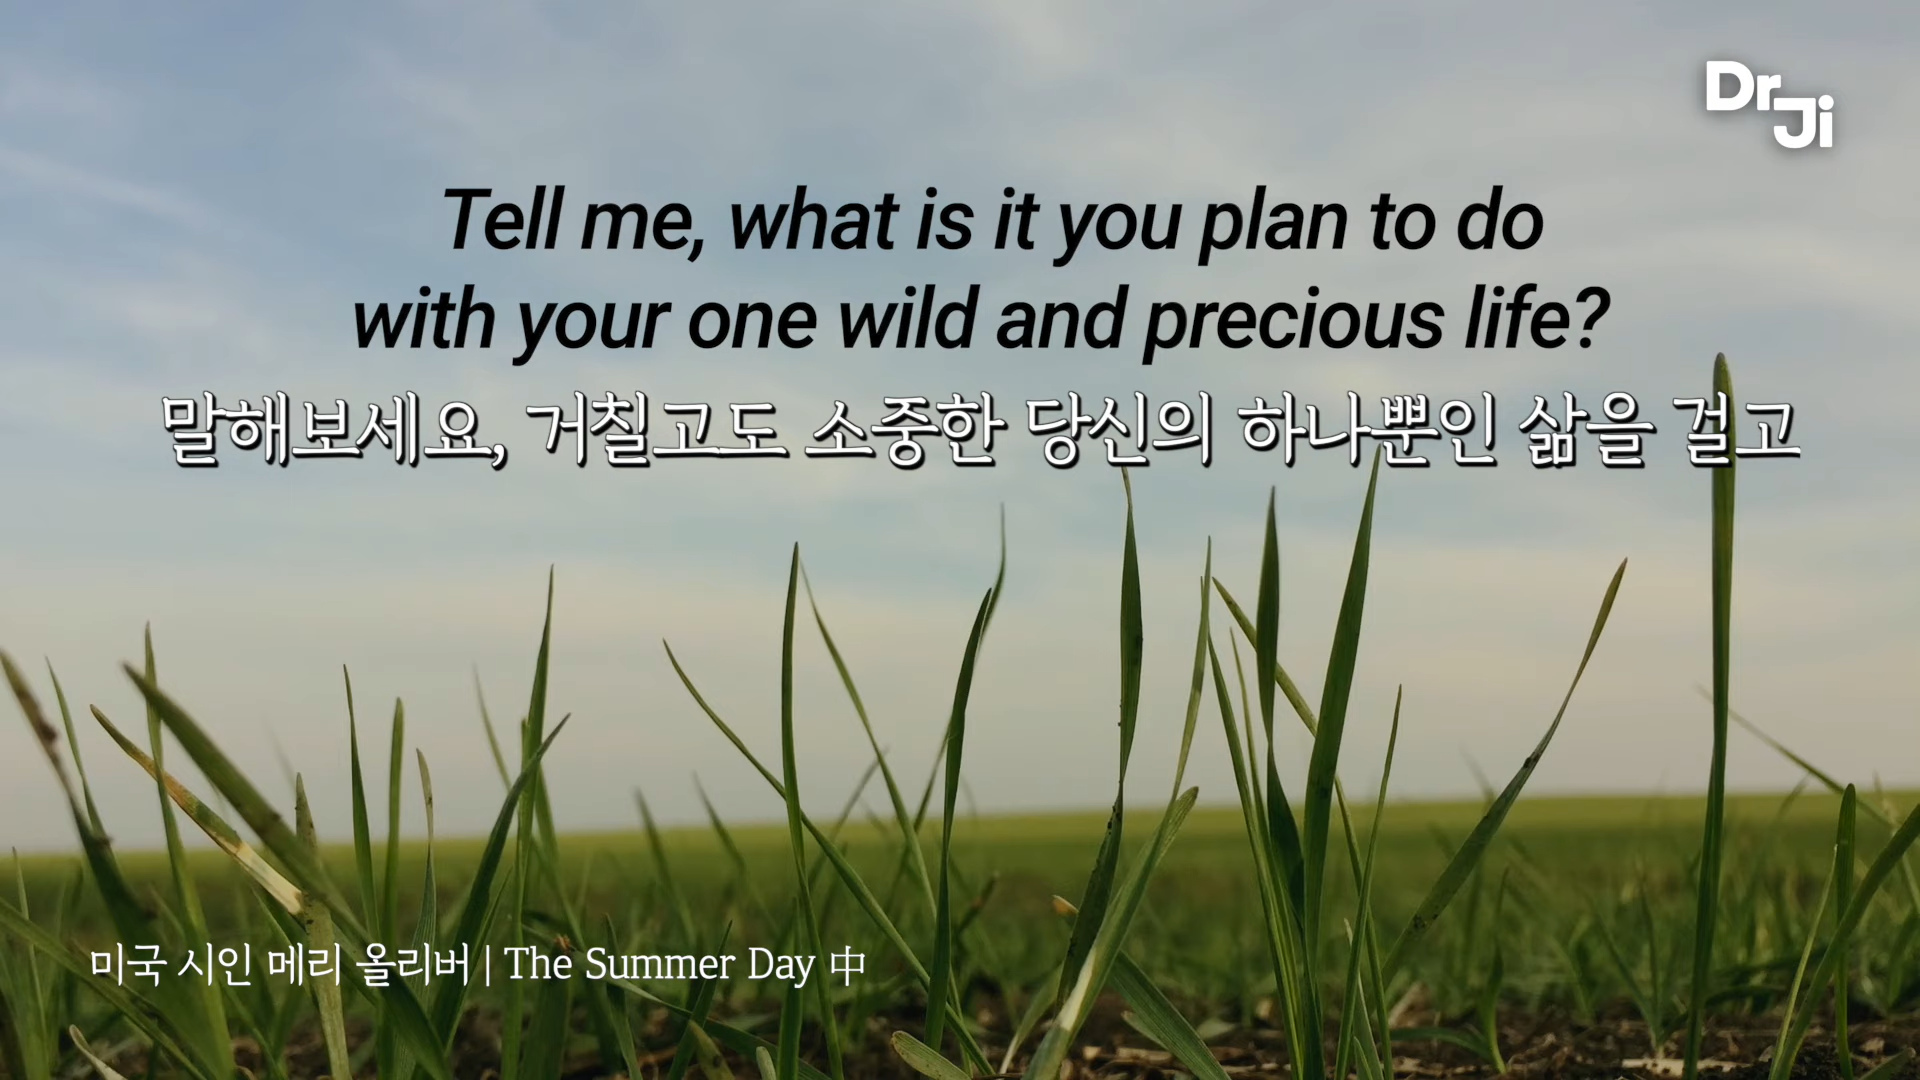 Dr
Ji
Tell me, what is it you plan to do
with your one wild and precious life?
말해보세요, 거칠고도 소중한 당신의 하나뿐인 삶을 걸고
미국 시인 메리 올리버 | The Summer Day 中